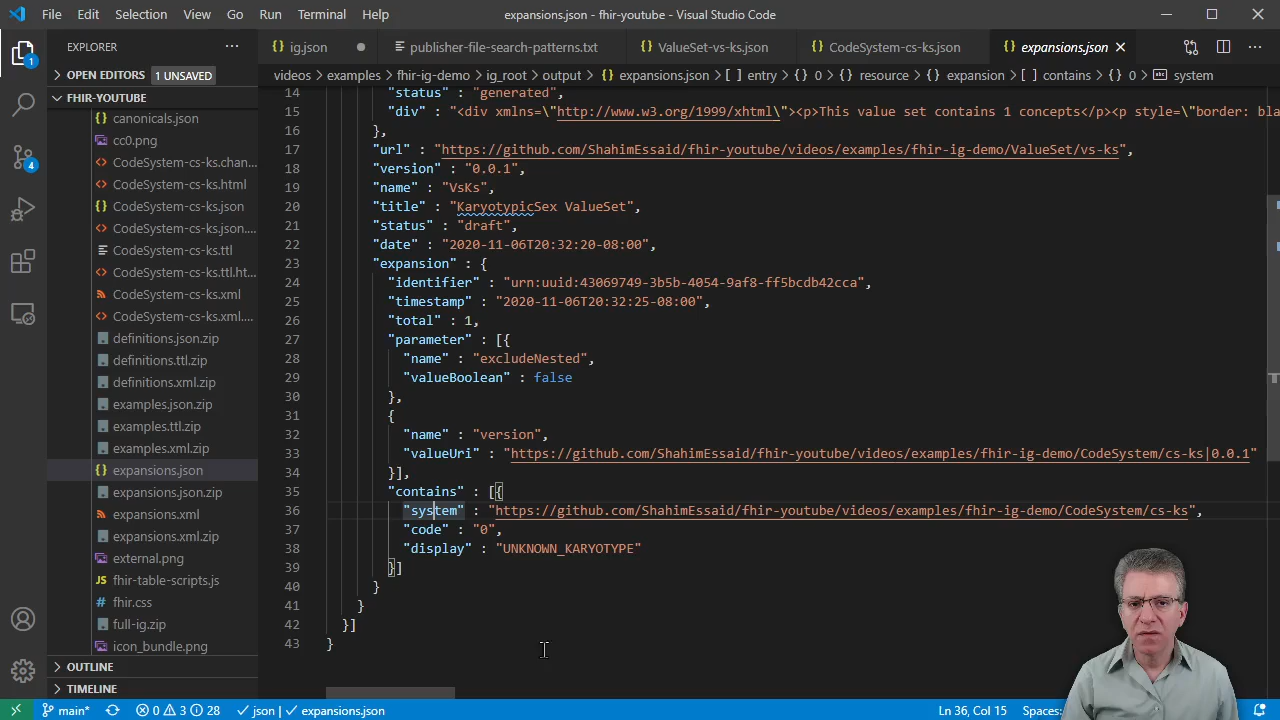 File Edit Selection View Go Run Terminal Help
expansions.json - fhir-youtube - Visual Studio Code
EXPLORER
ig.json
publisher-file-search-patterns.txt
ValueSet-vs-ks.json
CodeSystem-cs-ks.json
expansions.json
1
OPEN EDITORS 1 UNSAVED
videos > examples > fhir-ig-demo > ig_root > output > expansions.json > [ ] entry > {} 0 > resource > {} expansion > [ ] contains > {} 0 > system
FHIR-YOUTUBE
canonicals.json
cc0.png
CodeSystem-cs-ks.chan...
CodeSystem-cs-ks.html
CodeSystem-cs-ks.json
CodeSystem-cs-ks.json....
CodeSystem-cs-ks.ttl
CodeSystem-cs-ks.ttl.ht...
CodeSystem-cs-ks.xml
CodeSystem-cs-ks.xml....
definitions.json.zip
definitions.ttl.zip
definitions.xml.zip
examples.json.zip
examples.ttl.zip
examples.xml.zip
expansions.json
expansions.json.zip
expansions.xml
expansions.xml.zip
external.png
fhir-table-scripts.js
fhir.css
full-ig.zip
icon_bundle.png
OUTLINE
TIMELINE
4
14 "status" : "generated",
15 "div" : "<div xmlns=\"http://www.w3.org/1999/xhtml\"><p>This value set contains 1 concepts</p><p style=\"border: bla
16 },
17 "url" : "https://github.com/ShahimEssaid/fhir-youtube/videos/examples/fhir-ig-demo/ValueSet/vs-ks",
18 "version" : "0.0.1",
19 "name" : "VsKs",
20 "title" : "KaryotypicSex ValueSet",
21 "status" : "draft",
22 "date" : "2020-11-06T20:32:20-08:00",
23 "expansion" : {
24 "identifier" : "urn:uuid:43069749-3b5b-4054-9af8-ff5bcdb42cca",
25 "timestamp" : "2020-11-06T20:32:25-08:00",
26 "total" : 1,
27 "parameter" : [{
28 "name" : "excludeNested",
29 "valueBoolean" : false
30 },
31 {
32 "name" : "version",
33 "valueUri" : "https://github.com/ShahimEssaid/fhir-youtube/videos/examples/fhir-ig-demo/CodeSystem/cs-ks|0.0.1"
34 }],
35 "contains" : [{
36 "system" : "https://github.com/ShahimEssaid/fhir-youtube/videos/examples/fhir-ig-demo/CodeSystem/cs-ks",
37 "code" : "0",
38 "display" : "UNKNOWN_KARYOTYPE"
39 }]
40 }
41 }
42 }]
43 }
main* 0 3 28 json | expansions.json Ln 36, Col 15 Spaces: